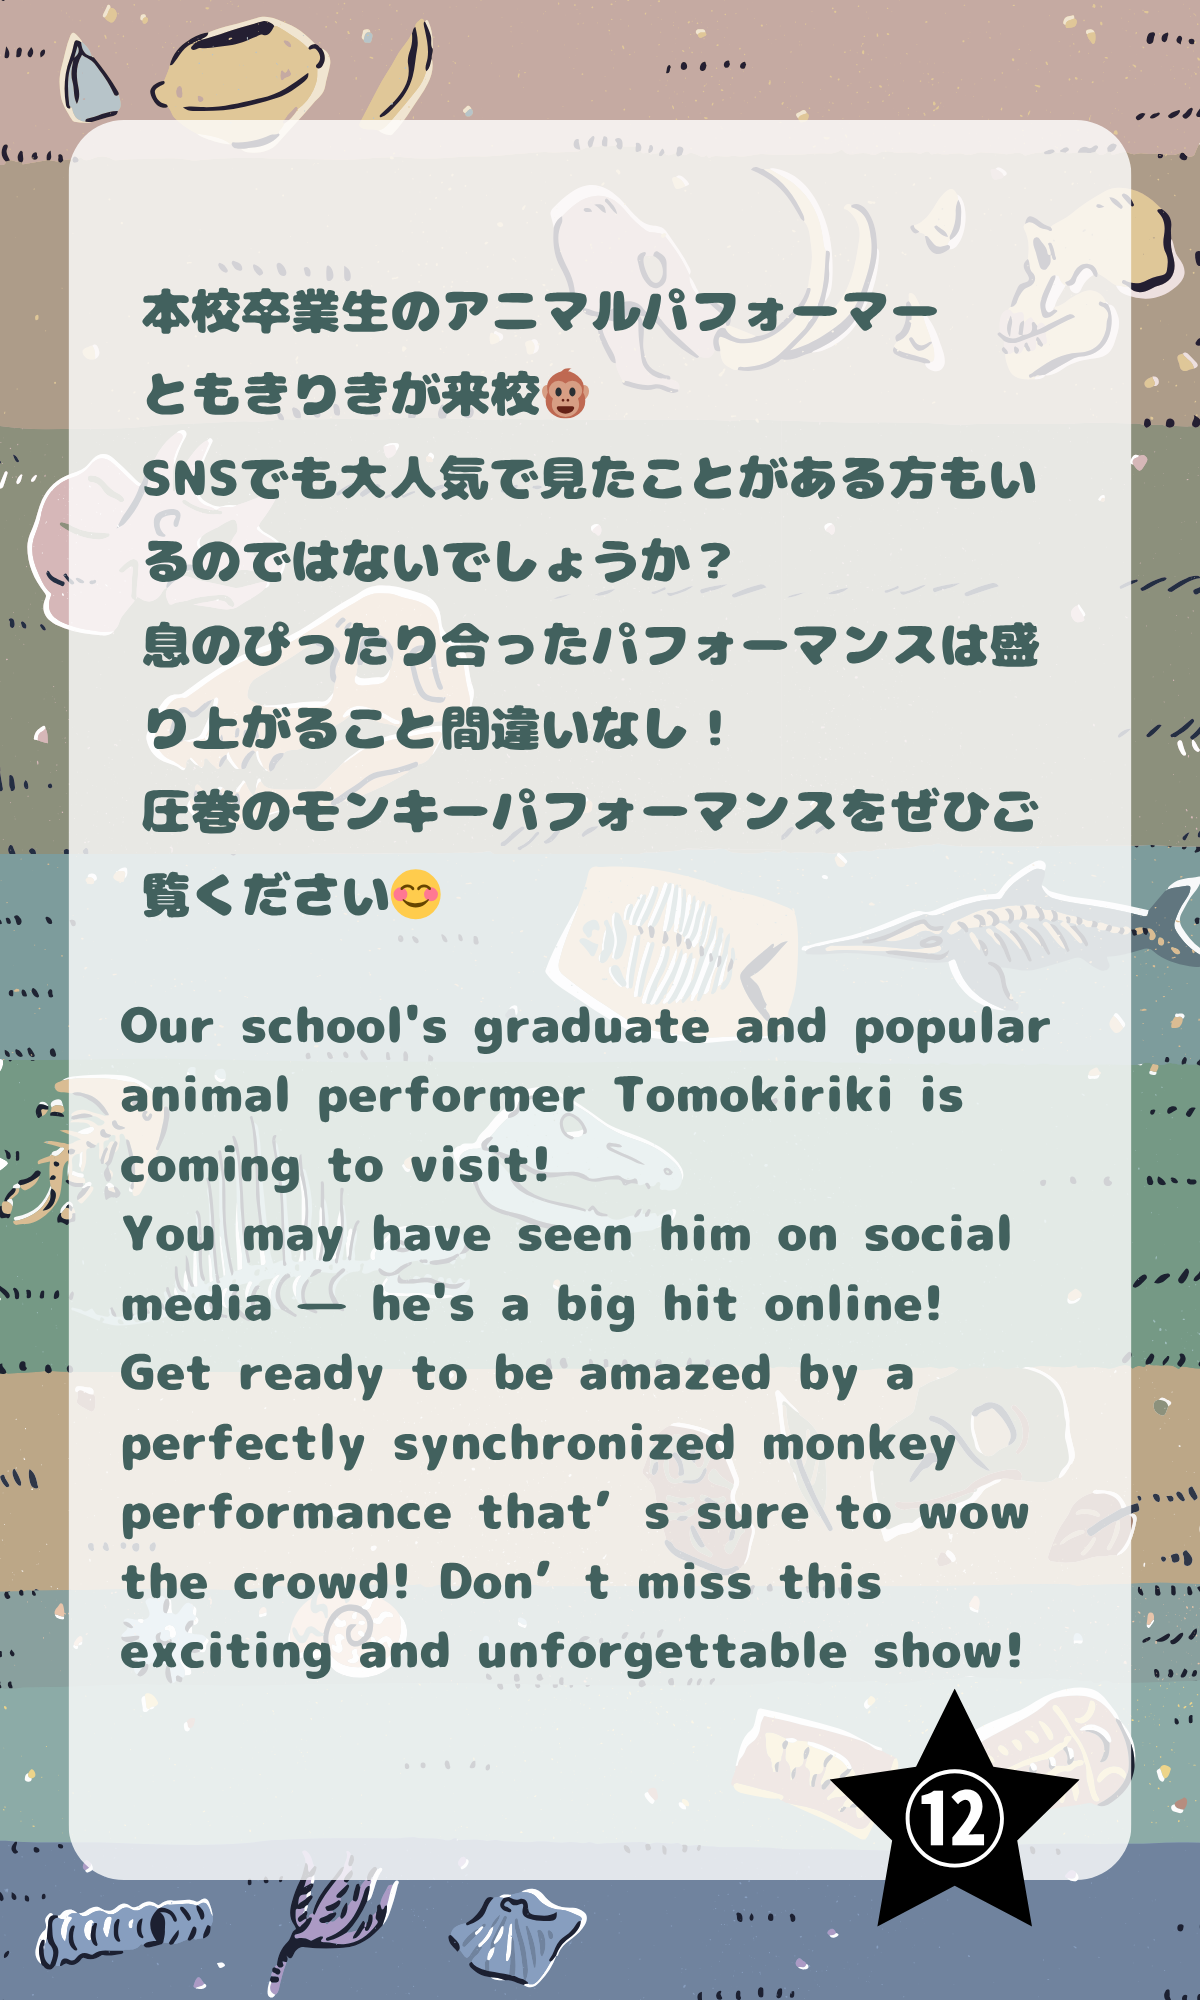 本校卒業生のアニマルパフォーマー
ともきりきが来校🐵
SNSでも大人気で見たことがある方もい
るのではないでしょうか？
息のぴったり合ったパフォーマンスは盛
り上がること間違いなし！
圧巻のモンキーパフォーマンスをぜひご
覧ください😊
Our school's graduate and popular
animal performer Tomokiriki is
coming to visit!
You may have seen him on social
media — he's a big hit online!
Get ready to be amazed by a
perfectly synchronized monkey
performance that’s sure to wow
the crowd! Don’t miss this
exciting and unforgettable show!
⑫